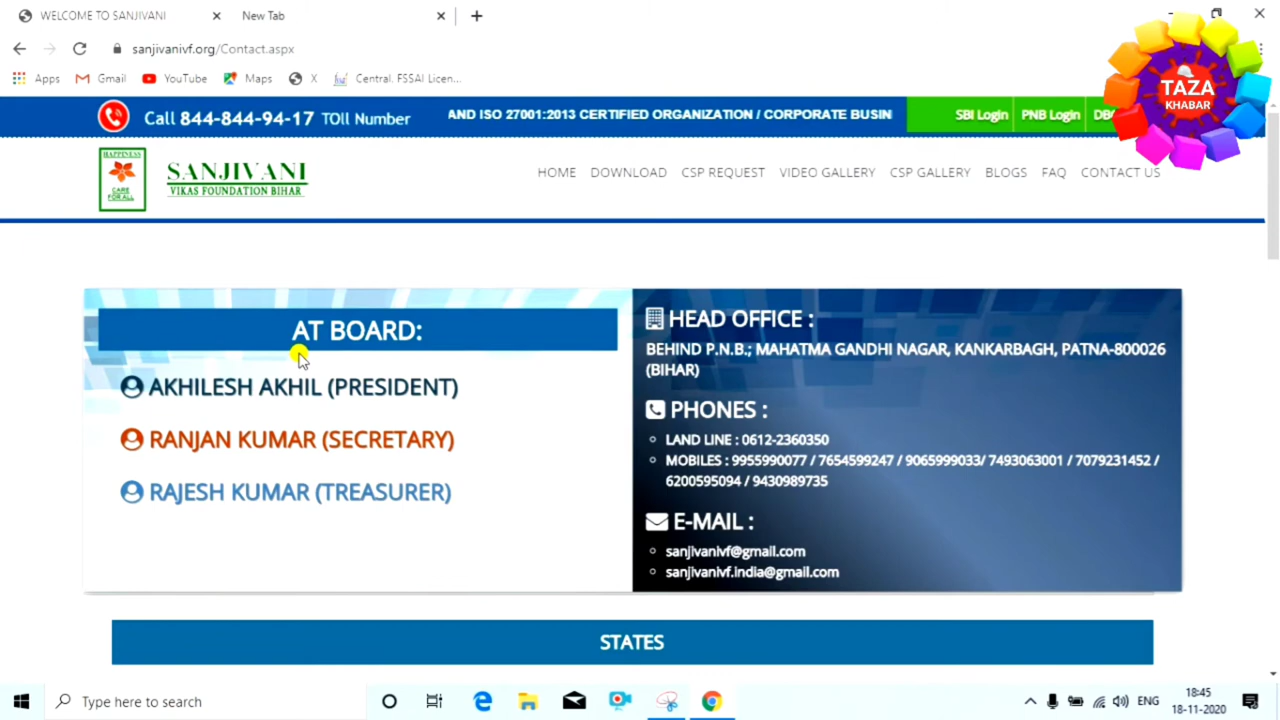 WELCOME TO SANJIVANI
New Tab
sanjivanivf.org/Contact.aspx
Apps
Gmail
YouTube
Maps
X
Central. FSSAI Licen...
TAZA
KHABAR
Call 844-844-94-17 TOll Number
AND ISO 27001:2013 CERTIFIED ORGANIZATION / CORPORATE BUSIN
SBI Login
PNB Login
HAPPINESS
CARE
FOR ALL
SANJIVANI
VIKAS FOUNDATION BIHAR
HOME DOWNLOAD CSP REQUEST VIDEO GALLERY CSP GALLERY BLOGS FAQ CONTACT US
AT BOARD:
AKHILESH AKHIL (PRESIDENT)
RANJAN KUMAR (SECRETARY)
RAJESH KUMAR (TREASURER)
HEAD OFFICE :
BEHIND P.N.B.; MAHATMA GANDHI NAGAR, KANKARBAGH, PATNA-800026
(BIHAR)
PHONES :
LAND LINE : 0612-2360350
MOBILES : 9955990077 / 7654599247 / 9065999033/ 7493063001 / 7079231452 /
6200595094 / 9430989735
E-MAIL :
sanjivanivf@gmail.com
sanjivanivf.india@gmail.com
STATES
Type here to search
ENG
18:45
18-11-2020